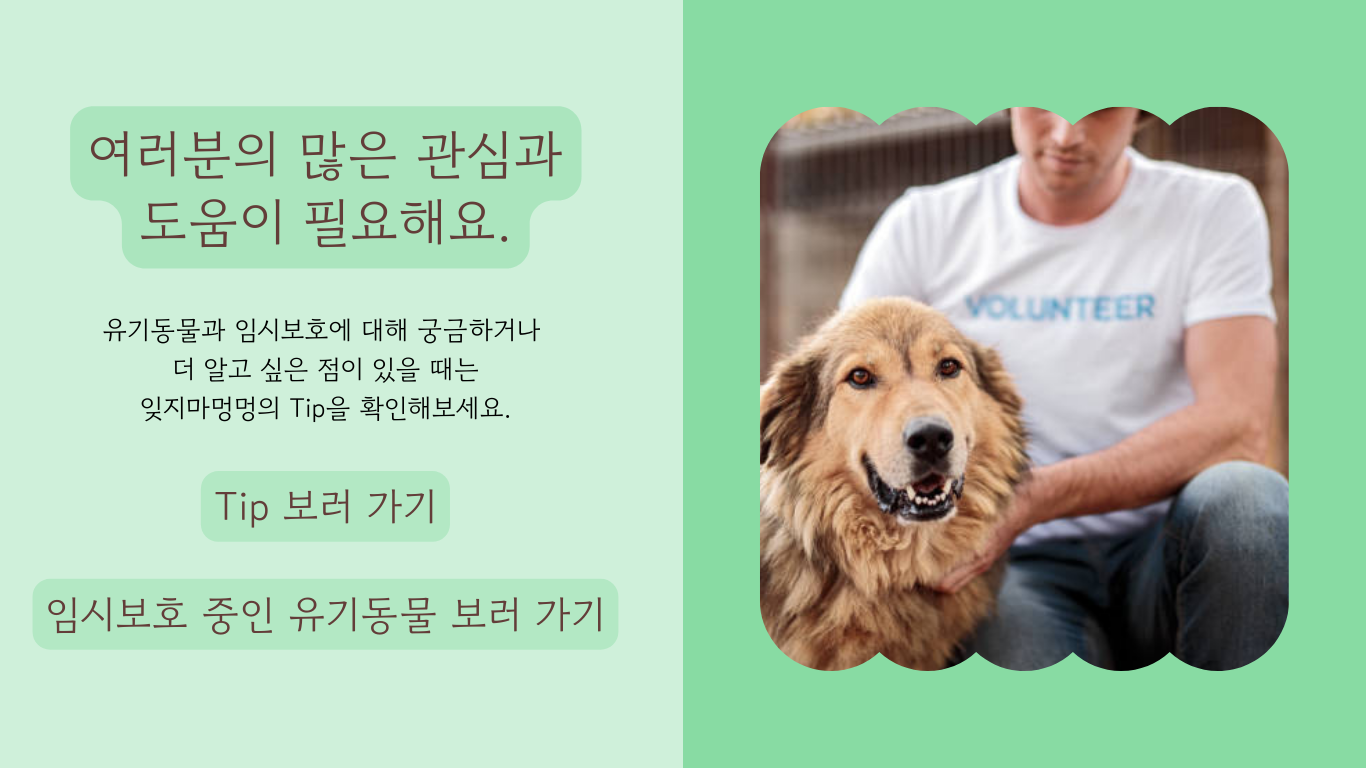 여러분의 많은 관심과
도움이 필요해요.
유기동물과 임시보호에 대해 궁금하거나
더 알고 싶은 점이 있을 때는
잊지마멍멍의 Tip을 확인해보세요.
Tip 보러 가기
임시보호 중인 유기동물 보러 가기
VOLUNTEER